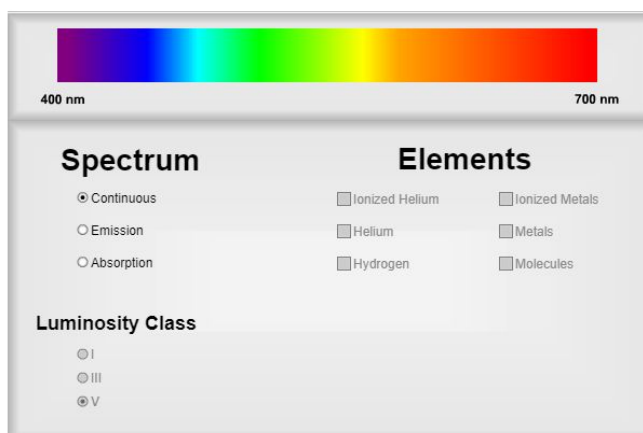 400 nm 700 nm
Spectrum Elements
Continuous Ionized Helium Ionized Metals
Emission Helium Metals
Absorption Hydrogen Molecules
Luminosity Class
I
III
V